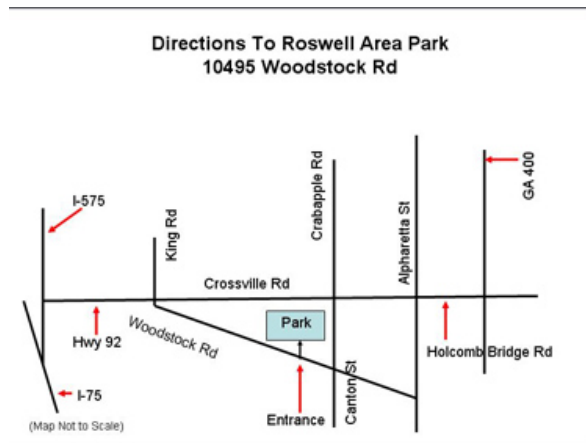 Directions To Roswell Area Park
10495 Woodstock Rd
I-575
King Rd
Crabapple Rd
Alpharetta St
GA 400
Crossville Rd
Hwy 92
Woodstock Rd
Park
Holcomb Bridge Rd
I-75
Entrance
Canton St
(Map Not to Scale)